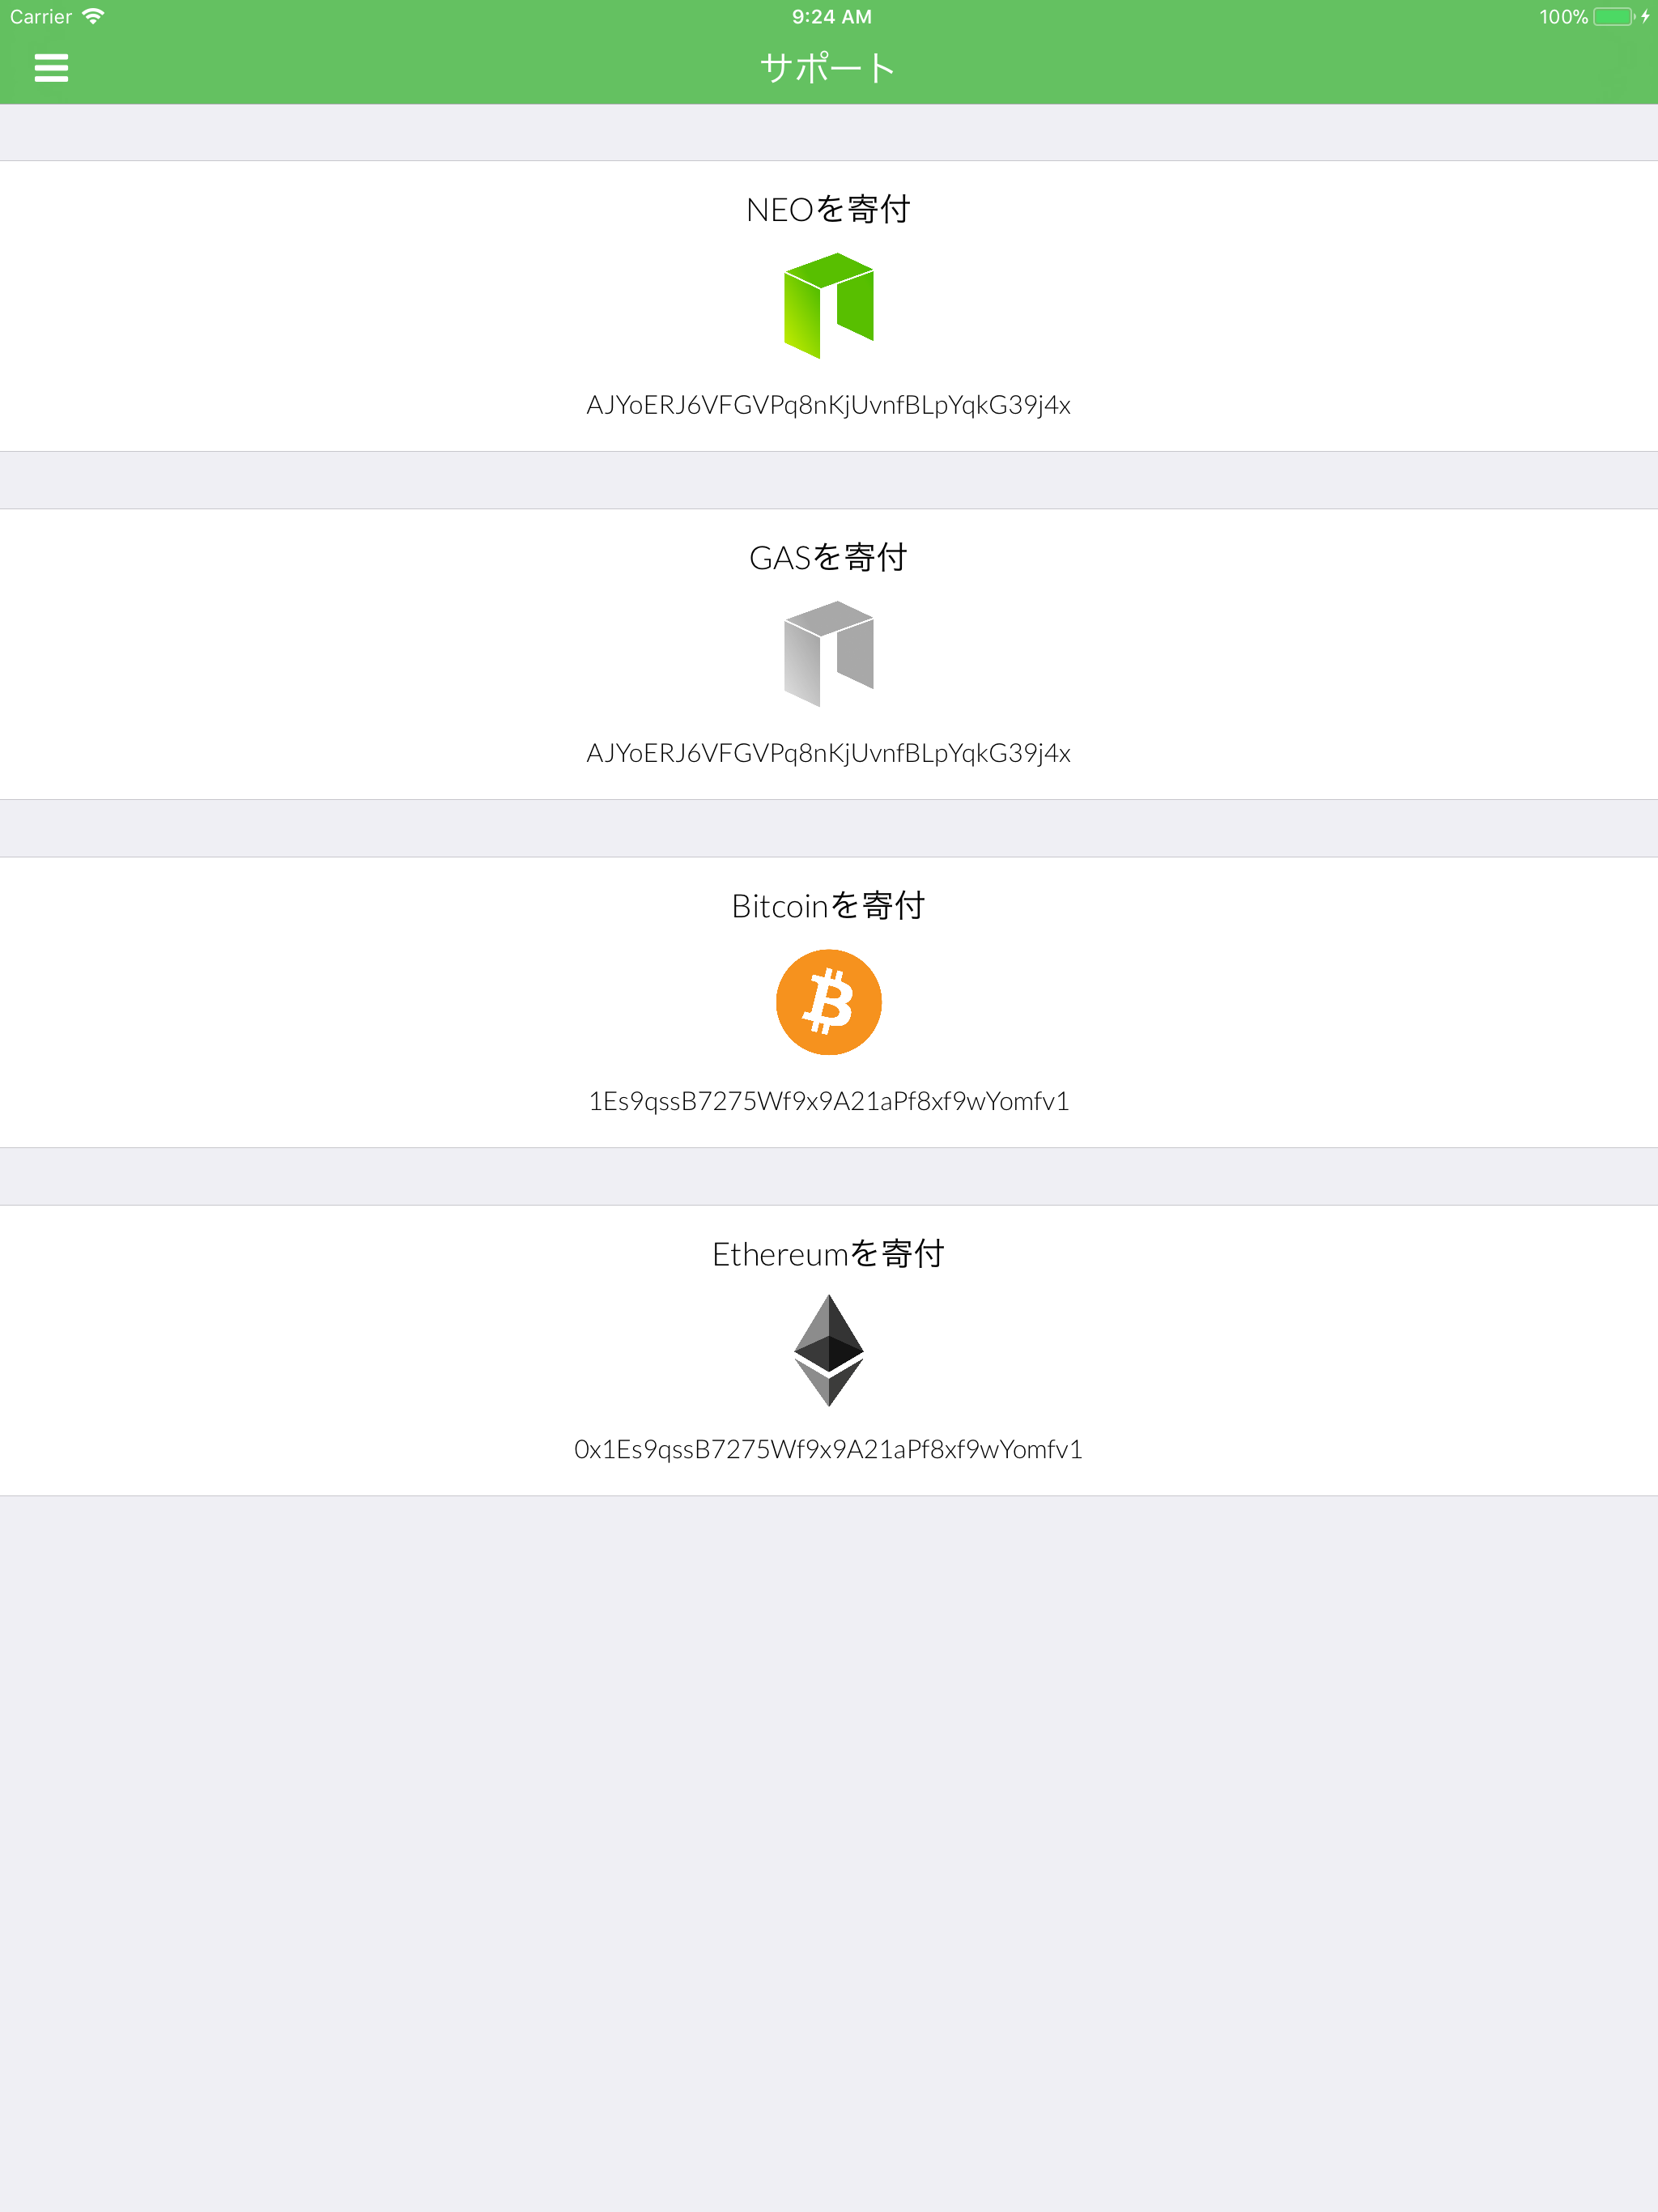 Carrier 9:24 AM 100%
サポート
NEOを寄付
AJYoERJ6VFGVPq8nKjUvnfBLpYqkG39j4x
GASを寄付
AJYoERJ6VFGVPq8nKjUvnfBLpYqkG39j4x
Bitcoinを寄付
1Es9qssB7275Wf9x9A21aPf8xf9wYomfv1
Ethereumを寄付
0x1Es9qssB7275Wf9x9A21aPf8xf9wYomfv1